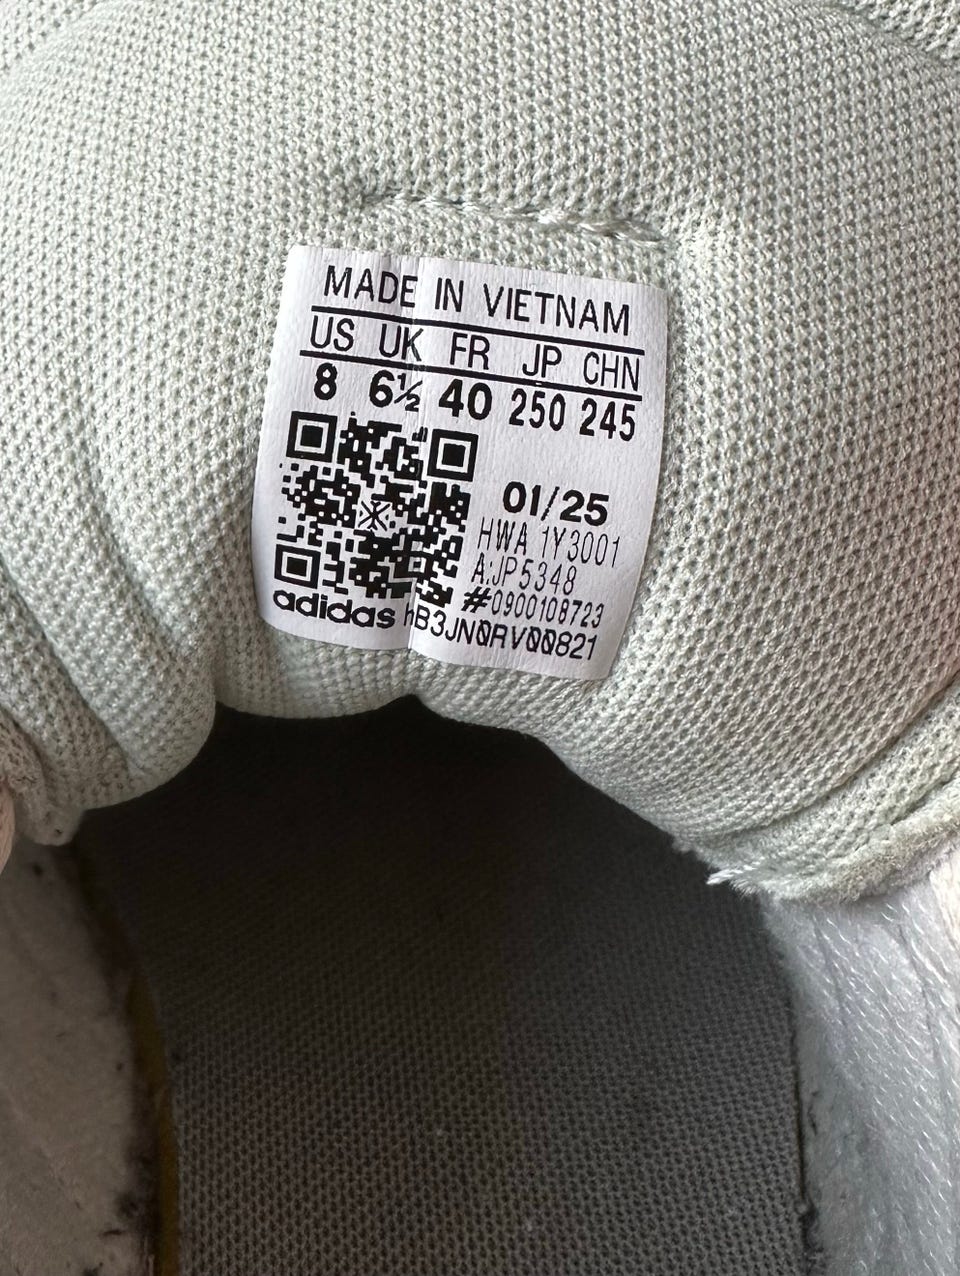 MADE IN VIETNAM
US UK FR JP CHN
8 6½ 40 250 245
01/25
HWA 1Y3001
A:JP5348
#0900108723
adidas hB3JN0RV00821